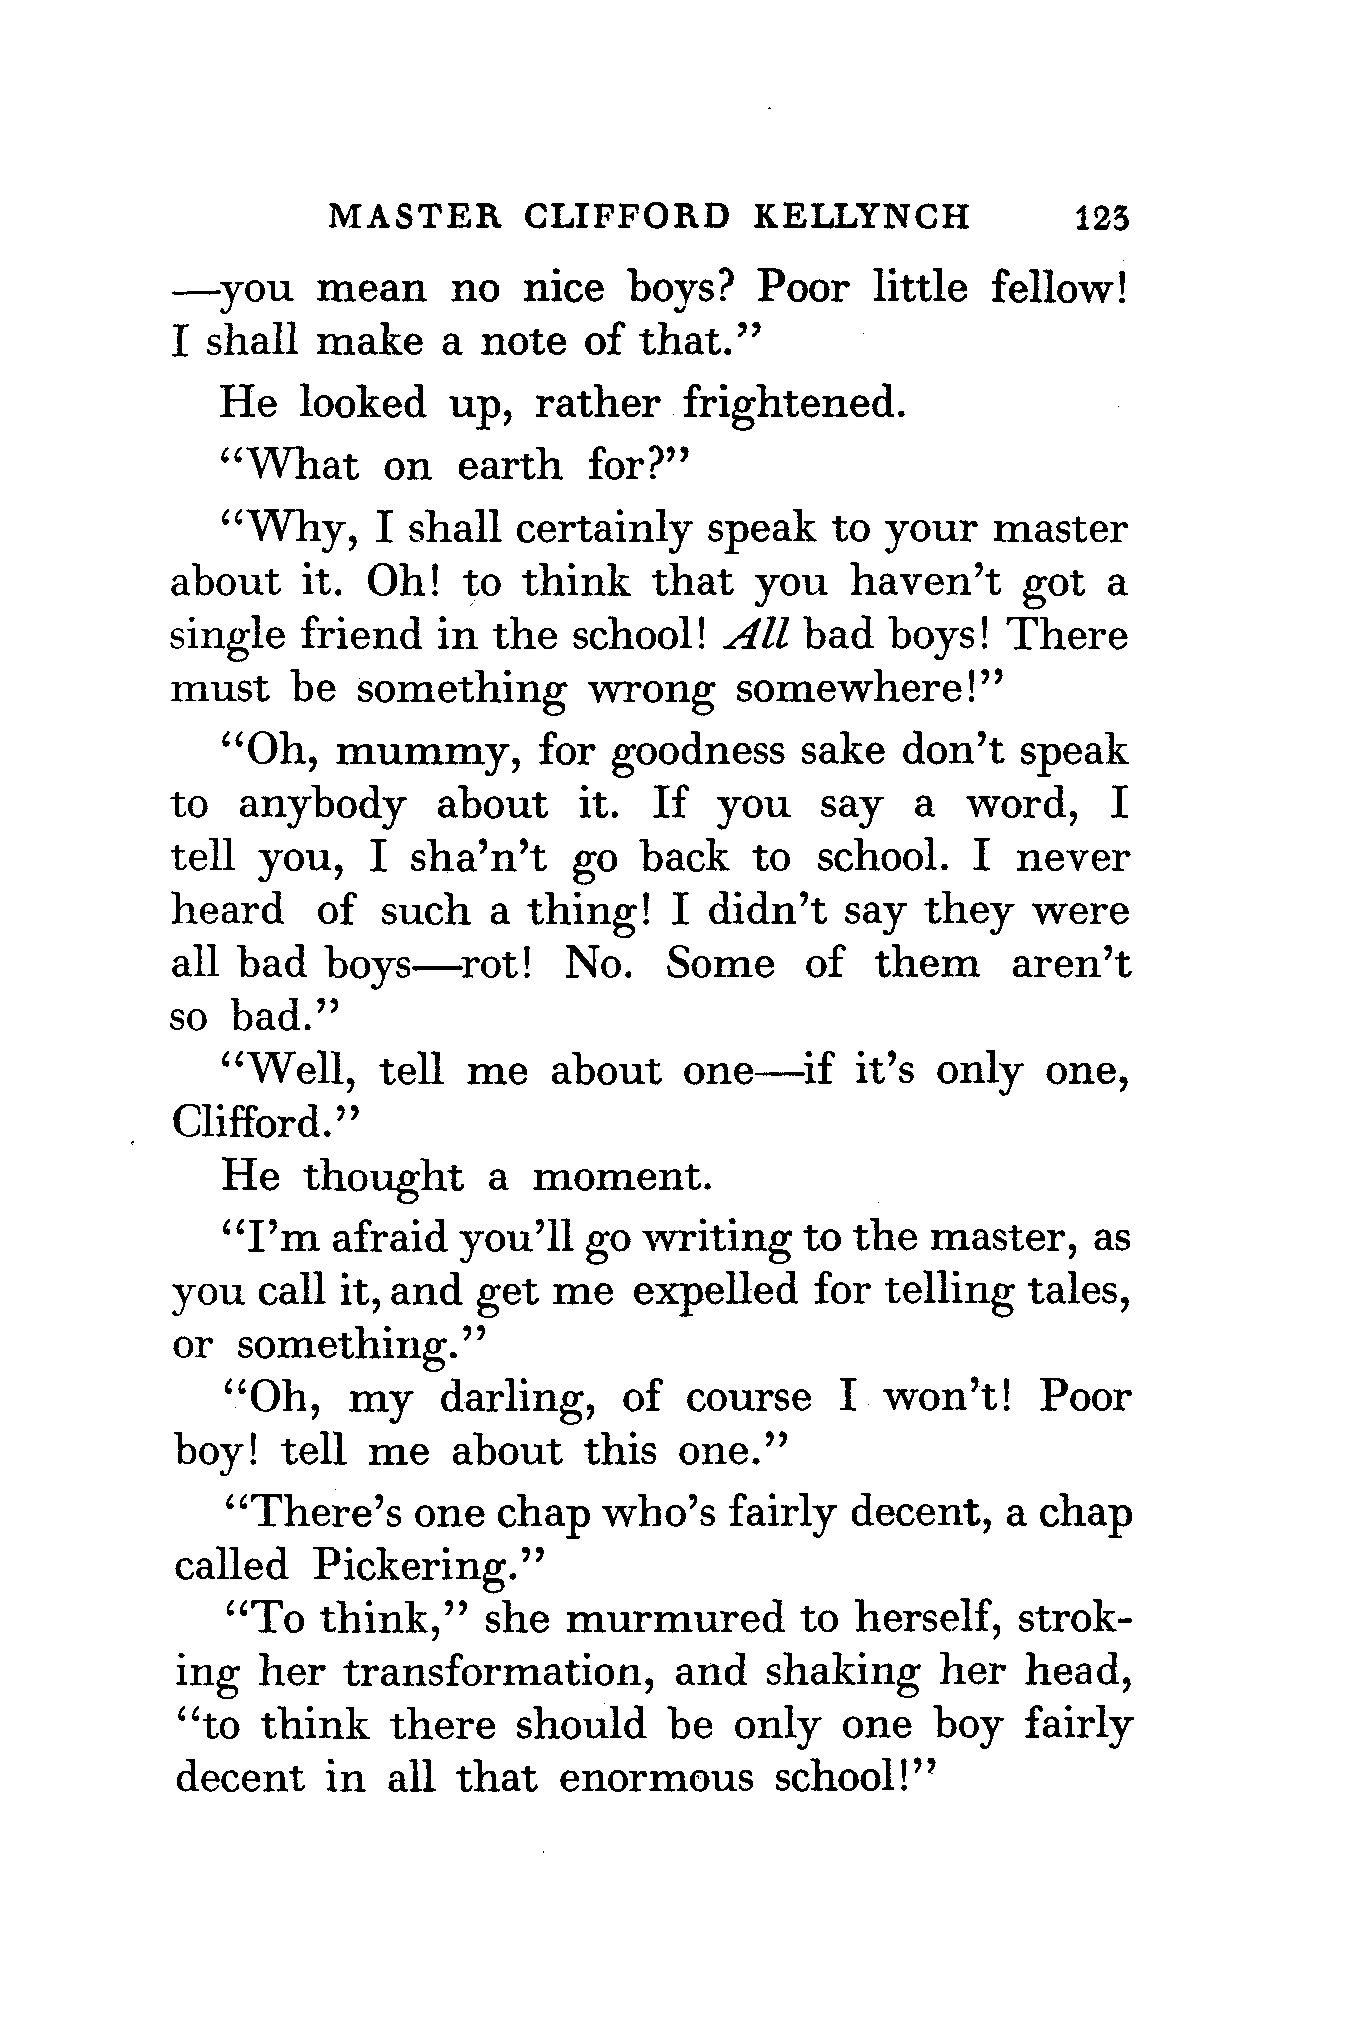 MASTER CLIFFORD KELLYNCH 123
—you mean no nice boys? Poor little fellow!
I shall make a note of that.”
He looked up, rather frightened.
“What on earth for?”
“Why, I shall certainly speak to your master
about it. Oh! to think that you haven’t got a
single friend in the school! All bad boys! There
must be something wrong somewhere!”
“Oh, mummy, for goodness sake don’t speak
to anybody about it. If you say a word, I
tell you, I sha’n’t go back to school. I never
heard of such a thing! I didn’t say they were
all bad boys—rot! No. Some of them aren’t
so bad.”
“Well, tell me about one—if it’s only one,
Clifford.”
He thought a moment.
“I’m afraid you’ll go writing to the master, as
you call it, and get me expelled for telling tales,
or something.”
“Oh, my darling, of course I won’t! Poor
boy! tell me about this one.”
“There’s one chap who’s fairly decent, a chap
called Pickering.”
“To think,” she murmured to herself, strok-
ing her transformation, and shaking her head,
“to think there should be only one boy fairly
decent in all that enormous school!”